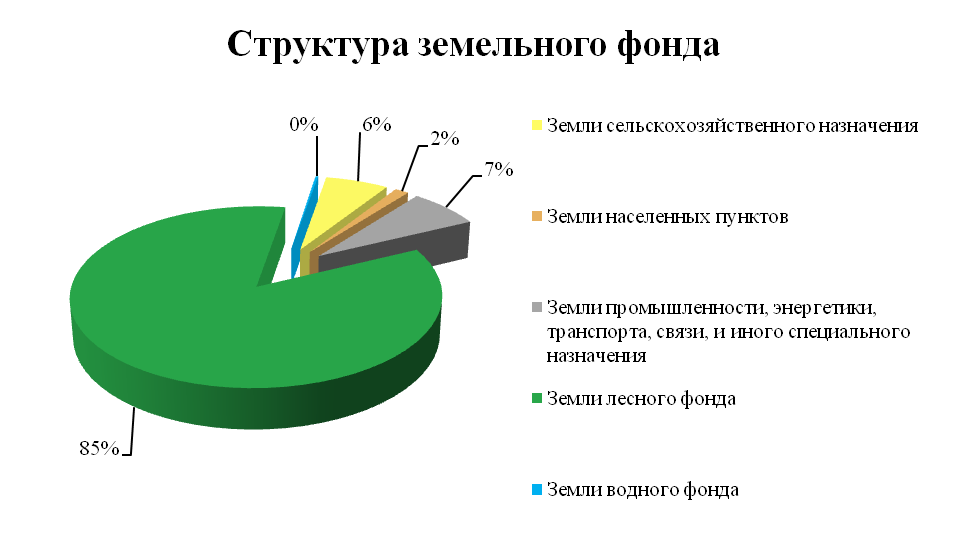 Структура земельного фонда
0%
6%
2%
7%
85%
Земли сельскохозяйственного назначения
Земли населенных пунктов
Земли промышленности, энергетики,
транспорта, связи, и иного специального
назначения
Земли лесного фонда
Земли водного фонда